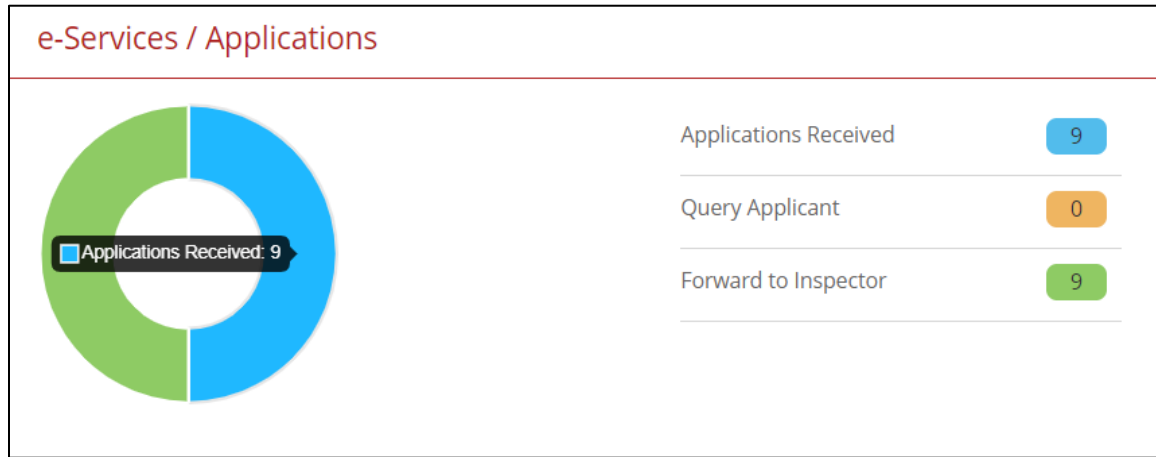 e-Services / Applications
Applications Received: 9
Applications Received 9
Query Applicant 0
Forward to Inspector 9